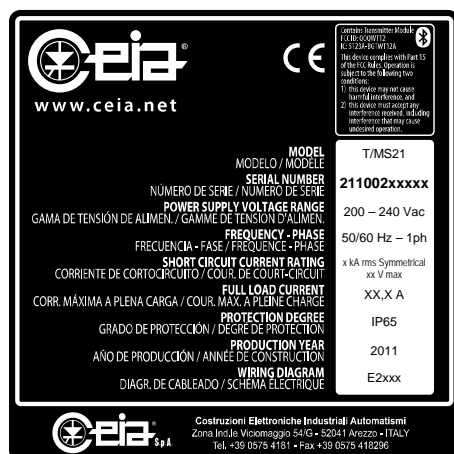 Ceia®
www.ceia.net
CE
Contains Transmitter Module
FCC ID: QOQWT12
IC: 5123A-BGTWT12A
This device complies with Part 15
of the FCC Rules. Operation is
subject to the following two
conditions:
1) this device may not cause
harmful interference, and
2) this device must accept any
interference received, including
interference that may cause
undesired operation.
MODEL
MODELO / MODÈLE
T/MS21
SERIAL NUMBER
NÚMERO DE SERIE / NUMÉRO DE SÉRIE
211002xxxxx
POWER SUPPLY VOLTAGE RANGE
GAMA DE TENSIÓN DE ALIMEN. / GAMME DE TENSION D'ALIMEN.
200 – 240 Vac
FREQUENCY - PHASE
FRECUENCIA - FASE / FRÉQUENCE - PHASE
50/60 Hz – 1ph
SHORT CIRCUIT CURRENT RATING
CORRIENTE DE CORTOCIRCUITO / COUR. DE COURT-CIRCUIT
x kA rms Symmetrical
xx V max
FULL LOAD CURRENT
CORR. MÁXIMA A PLENA CARGA / COUR. MAX. A PLEINE CHARGE
XX,X A
PROTECTION DEGREE
GRADO DE PROTECCIÓN / DEGRÉ DE PROTECTION
IP65
PRODUCTION YEAR
AÑO DE PRODUCCIÓN / ANNÉE DE CONSTRUCTION
2011
WIRING DIAGRAM
DIAGR. DE CABLEADO / SCHÉMA ÉLECTRIQUE
E2xxx
Ceia S.p.A.
Costruzioni Elettroniche Industriali Automatismi
Zona Ind.le Viciomaggio 54/G - 52041 Arezzo - ITALY
Tel. +39 0575 4181 - Fax +39 0575 418296